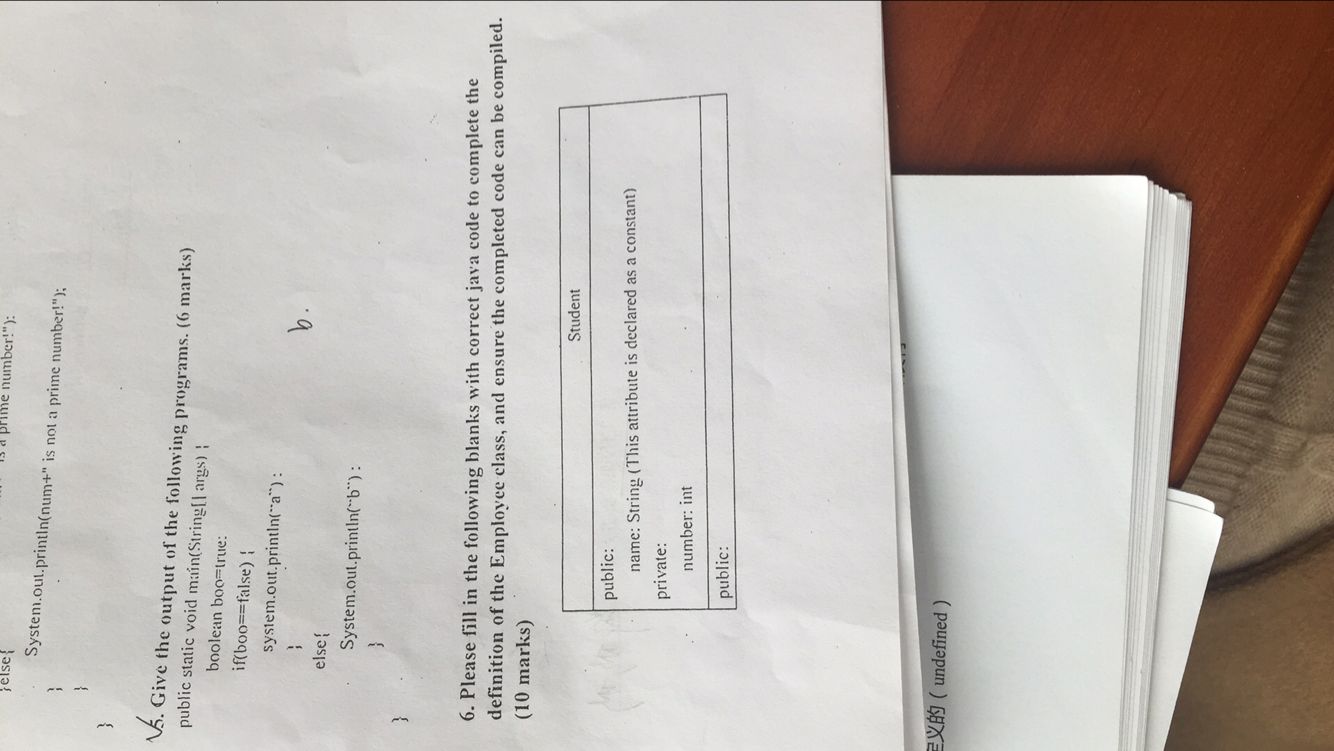 }else{
is a prime number!"):
System.out.println(num+" is not a prime number!");
}
}
}
5. Give the output of the following programs. (6 marks)
public static void main(String[] args) {
boolean boo=true:
if(boo==false) {
system.out.println(``a``) :
}
else{
System.out.println(``b``) :
}
}
b.
6. Please fill in the following blanks with correct java code to complete the
definition of the Employee class, and ensure the completed code can be compiled.
(10 marks)
Student
public:
name: String (This attribute is declared as a constant)
private:
number: int
public:
定义的 ( undefined )